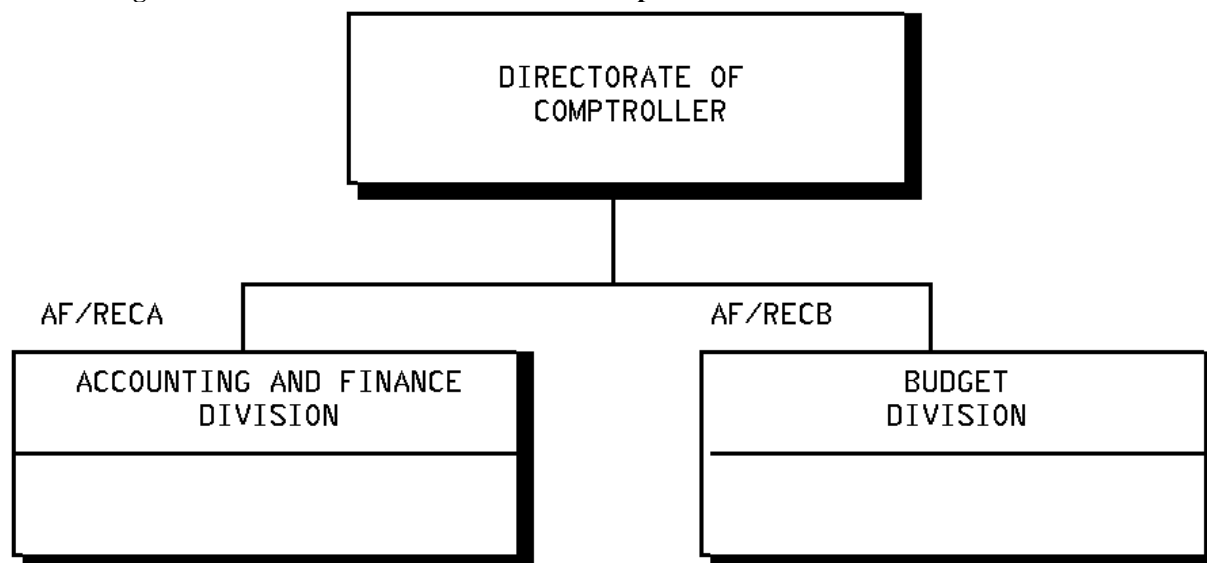 DIRECTORATE OF
COMPTROLLER
AF/RECA
AF/RECB
ACCOUNTING AND FINANCE
DIVISION
BUDGET
DIVISION